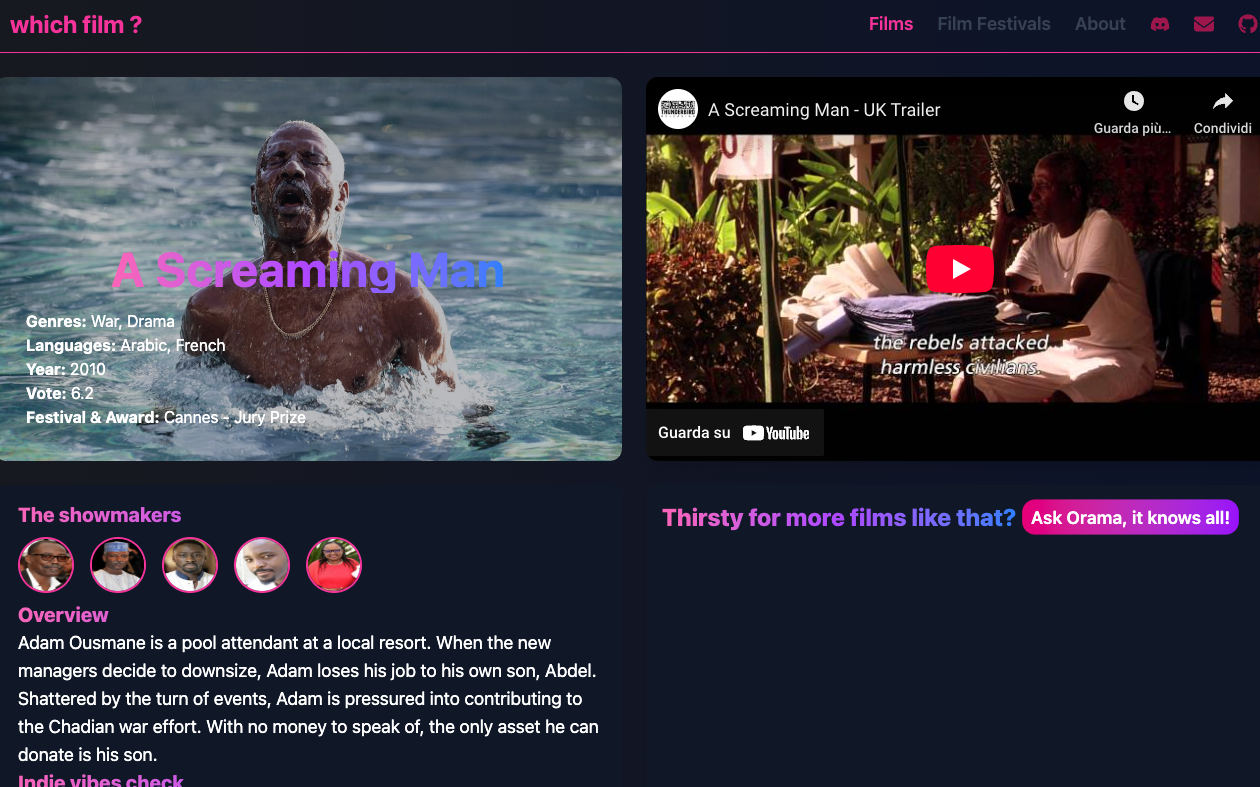 which film ?
Films
Film Festivals
About
A Screaming Man
Genres: War, Drama
Languages: Arabic, French
Year: 2010
Vote: 6.2
Festival & Award: Cannes - Jury Prize
THUNDERBIRD
A Screaming Man - UK Trailer
Guarda più...
Condividi
the rebels attacked...
harmless civilians.
Guarda su YouTube
The showmakers
Overview
Adam Ousmane is a pool attendant at a local resort. When the new
managers decide to downsize, Adam loses his job to his own son, Abdel.
Shattered by the turn of events, Adam is pressured into contributing to
the Chadian war effort. With no money to speak of, the only asset he can
donate is his son.
Indie vibes check
Thirsty for more films like that? Ask Orama, it knows all!